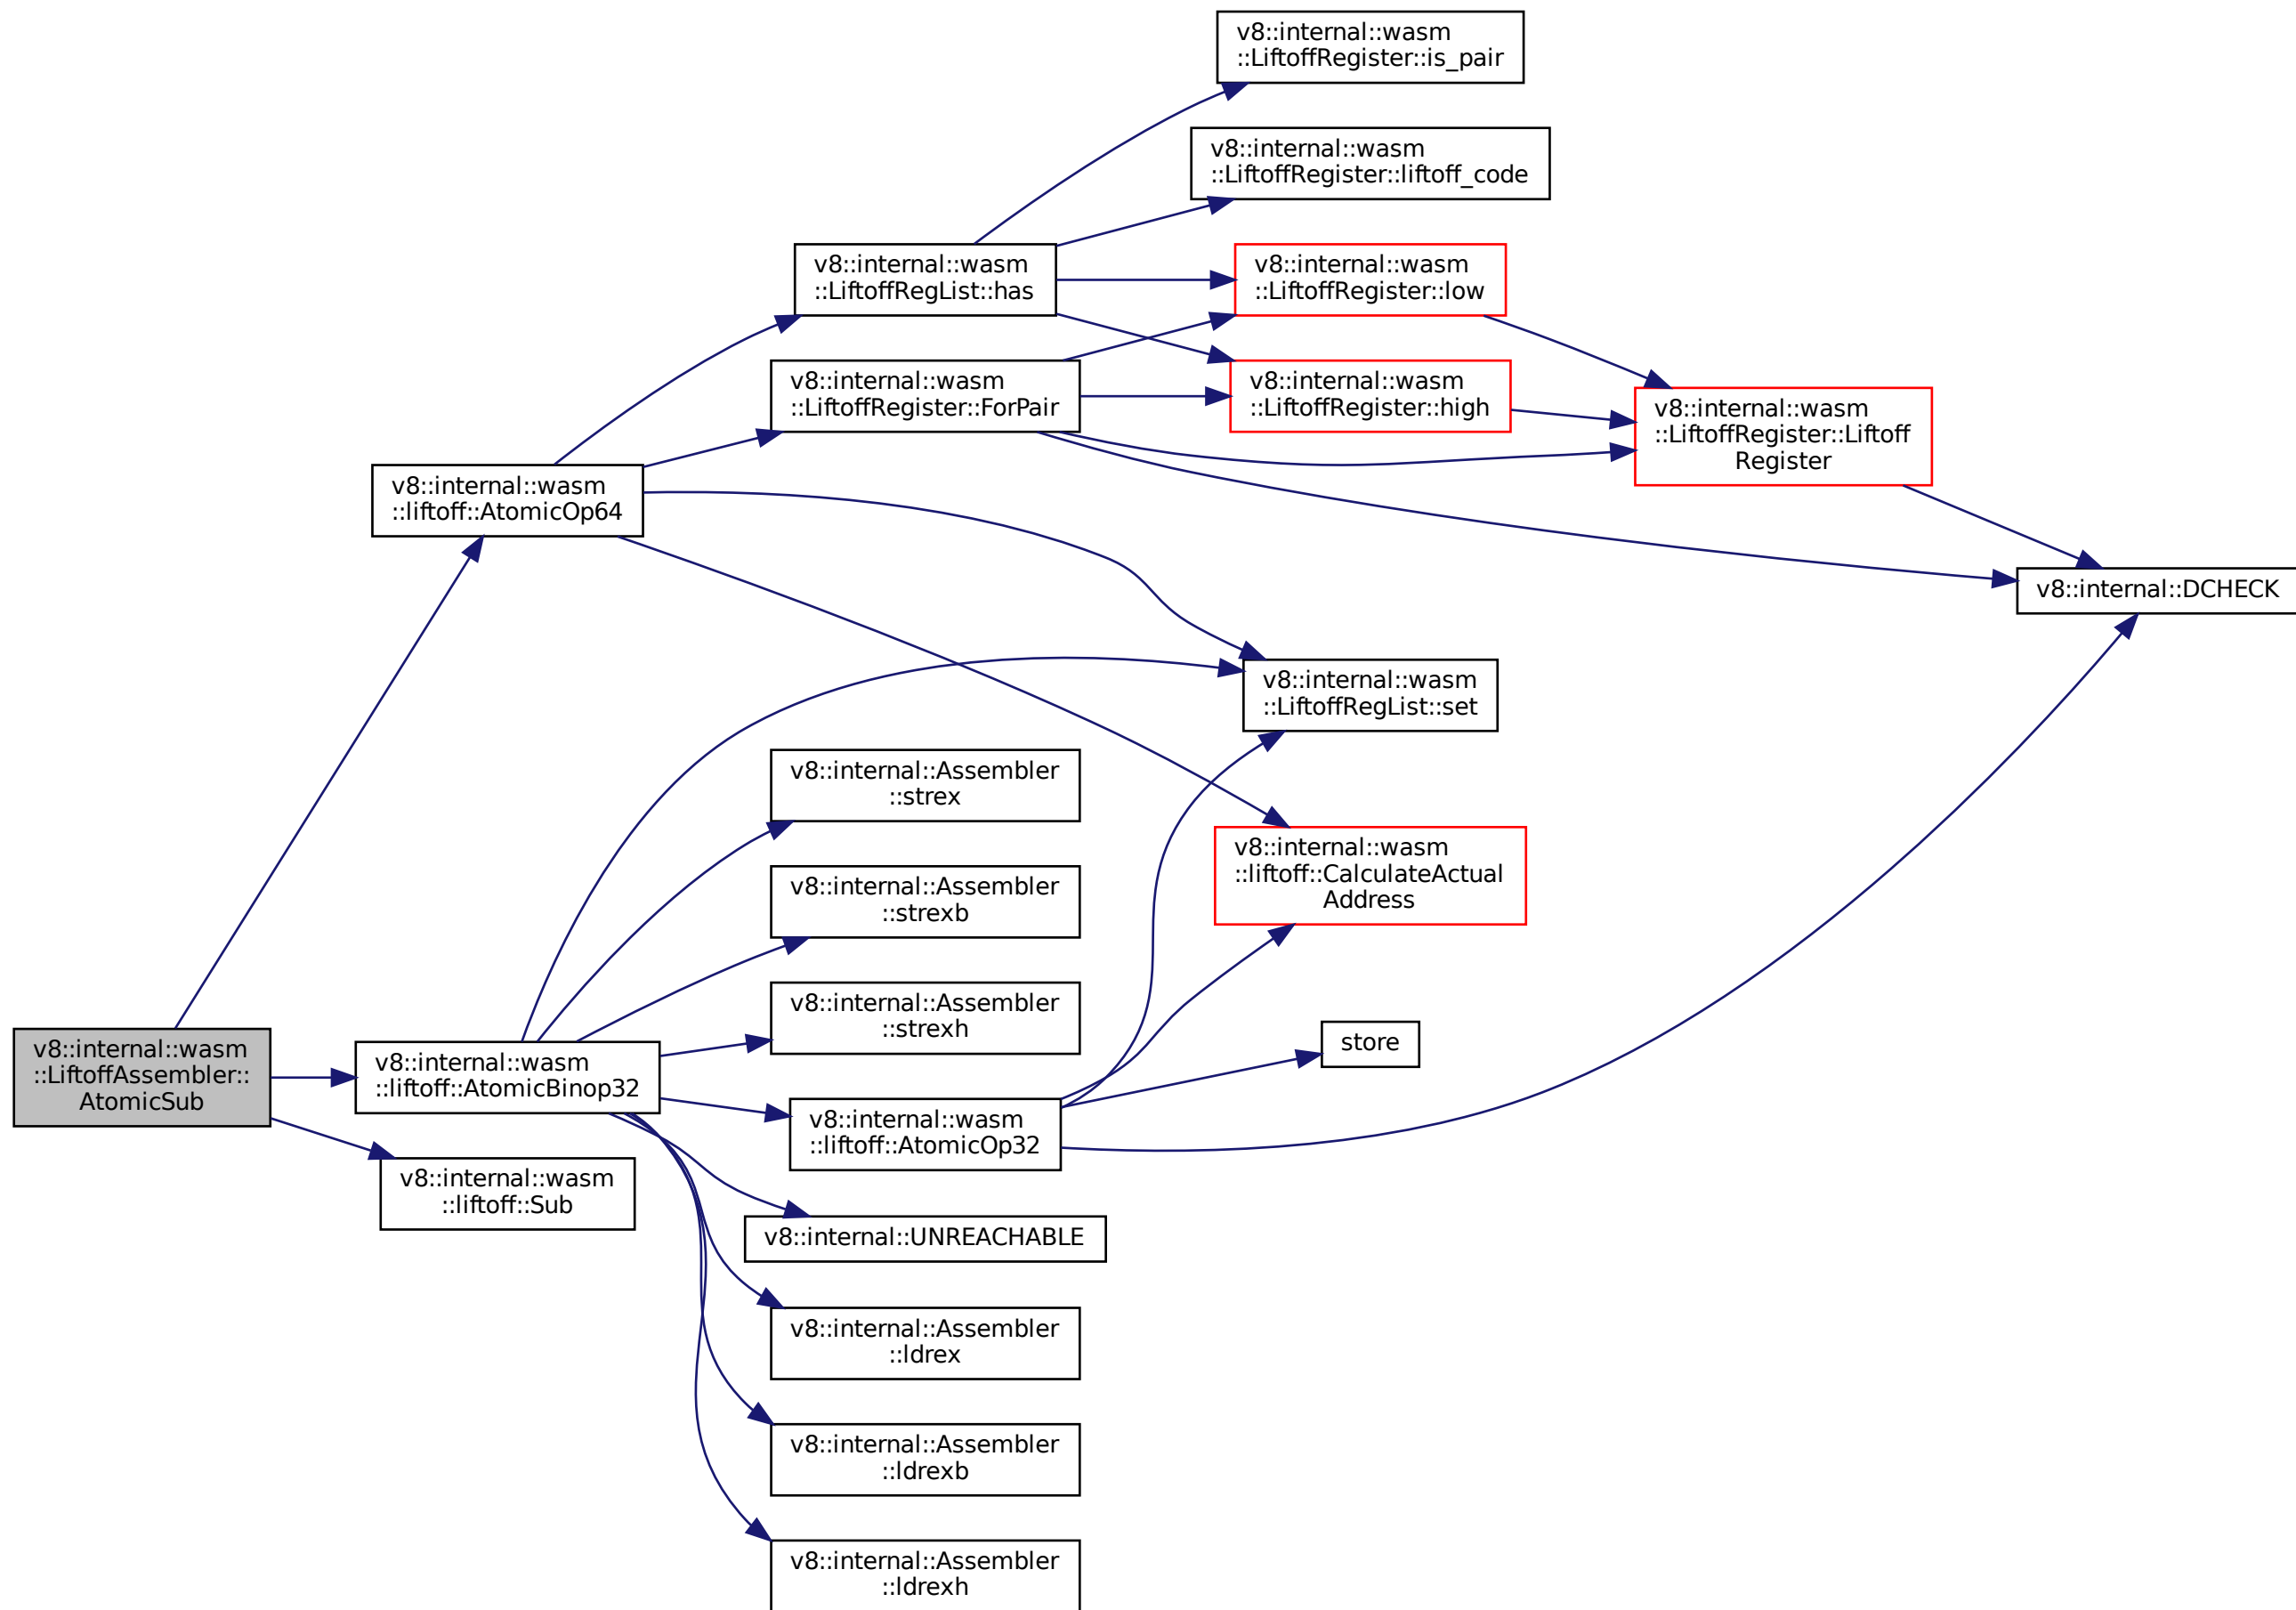 v8::internal::wasm
::LiftoffRegister::is_pair
v8::internal::wasm
::LiftoffRegister::liftoff_code
v8::internal::wasm
::LiftoffRegList::has
v8::internal::wasm
::LiftoffRegister::low
v8::internal::wasm
::LiftoffRegister::ForPair
v8::internal::wasm
::LiftoffRegister::high
v8::internal::wasm
::LiftoffRegister::Liftoff
Register
v8::internal::wasm
::liftoff::AtomicOp64
v8::internal::DCHECK
v8::internal::wasm
::LiftoffRegList::set
v8::internal::Assembler
::strex
v8::internal::wasm
::liftoff::CalculateActual
Address
v8::internal::Assembler
::strexb
v8::internal::Assembler
::strexh
store
v8::internal::wasm
::LiftoffAssembler::
AtomicSub
v8::internal::wasm
::liftoff::AtomicBinop32
v8::internal::wasm
::liftoff::AtomicOp32
v8::internal::wasm
::liftoff::Sub
v8::internal::UNREACHABLE
v8::internal::Assembler
::ldrex
v8::internal::Assembler
::ldrexb
v8::internal::Assembler
::ldrexh